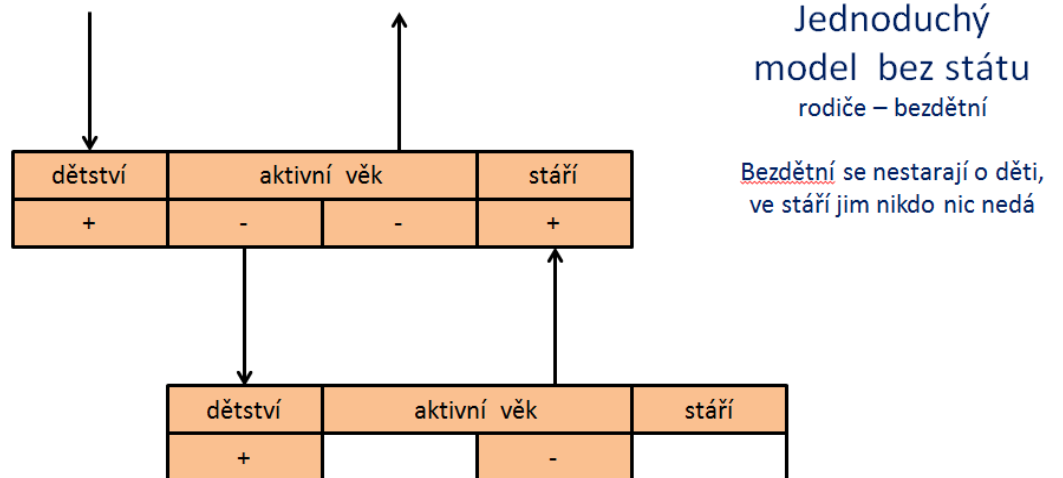 Jednoduchý
model bez státu
rodiče – bezdětní
Bezdětní se nestarají o děti,
ve stáří jim nikdo nic nedá
dětství aktivní věk stáří
+ - - +
dětství aktivní věk stáří
+ -